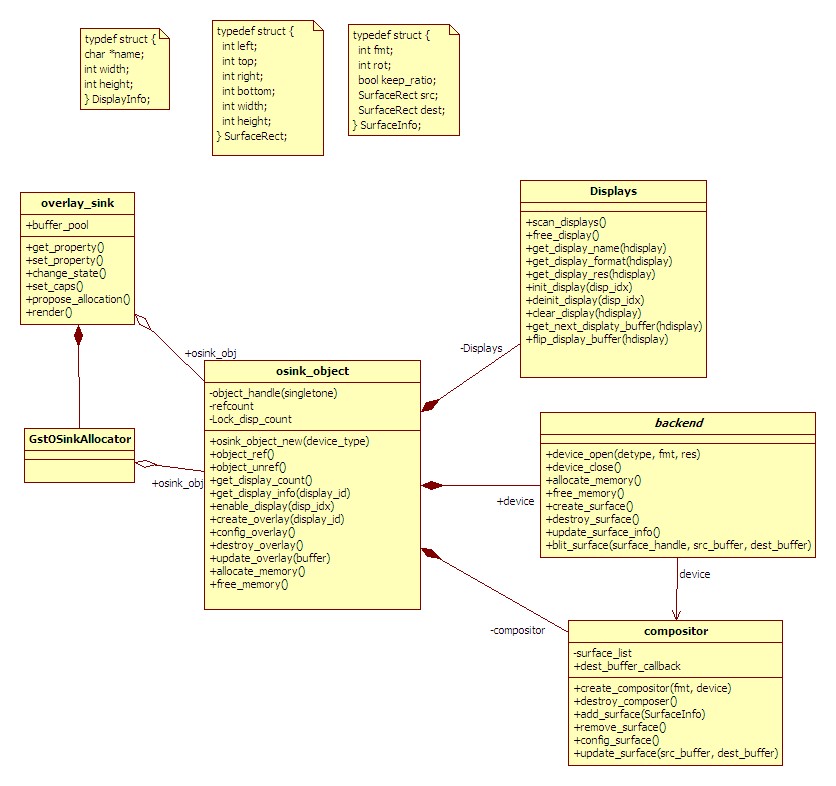 typdef struct {
char *name;
int width;
int height;
} DisplayInfo;
typedef struct {
int left;
int top;
int right;
int bottom;
int width;
int height;
} SurfaceRect;
typedef struct {
int fmt;
int rot;
bool keep_ratio;
SurfaceRect src;
SurfaceRect dest;
} SurfaceInfo;
overlay_sink
+buffer_pool
+get_property()
+set_property()
+change_state()
+set_caps()
+propose_allocation()
+render()
+osink_obj
GstOSinkAllocator
+osink_obj
osink_object
-object_handle(singletone)
-refcount
-Lock_disp_count
+osink_object_new(device_type)
+object_ref()
+object_unref()
+get_display_count()
+get_display_info(display_id)
+enable_display(disp_idx)
+create_overlay(display_id)
+config_overlay()
+destroy_overlay()
+update_overlay(buffer)
+allocate_memory()
+free_memory()
-Displays
Displays
+scan_displays()
+free_display()
+get_display_name(hdisplay)
+get_display_format(hdisplay)
+get_display_res(hdisplay)
+init_display(disp_idx)
+deinit_display(disp_idx)
+clear_display(hdisplay)
+get_next_displaty_buffer(hdisplay)
+flip_display_buffer(hdisplay)
+device
backend
+device_open(detype, fmt, res)
+device_close()
+allocate_memory()
+free_memory()
+create_surface()
+destroy_surface()
+update_surface_info()
+blit_surface(surface_handle, src_buffer, dest_buffer)
device
-compositor
compositor
-surface_list
+dest_buffer_callback
+create_compositor(fmt, device)
+destroy_composer()
+add_surface(SurfaceInfo)
+remove_surface()
+config_surface()
+update_surface(src_buffer, dest_buffer)